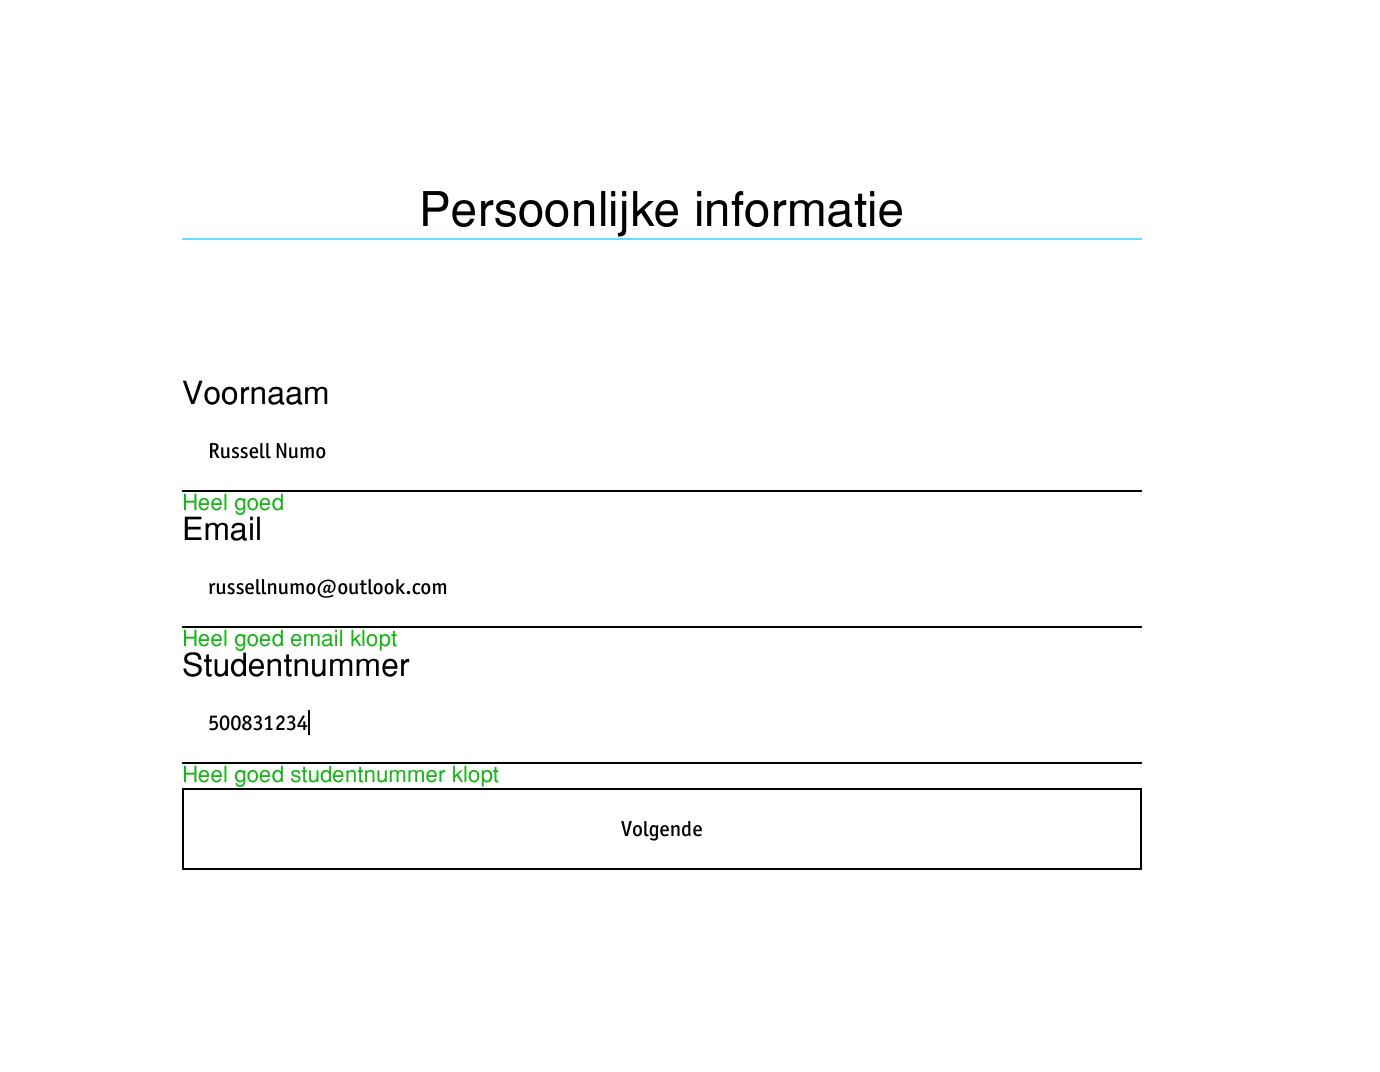 Persoonlijke informatie
Voornaam
Russell Numo
Heel goed
Email
russellnumo@outlook.com
Heel goed email klopt
Studentnummer
500831234
Heel goed studentnummer klopt
Volgende